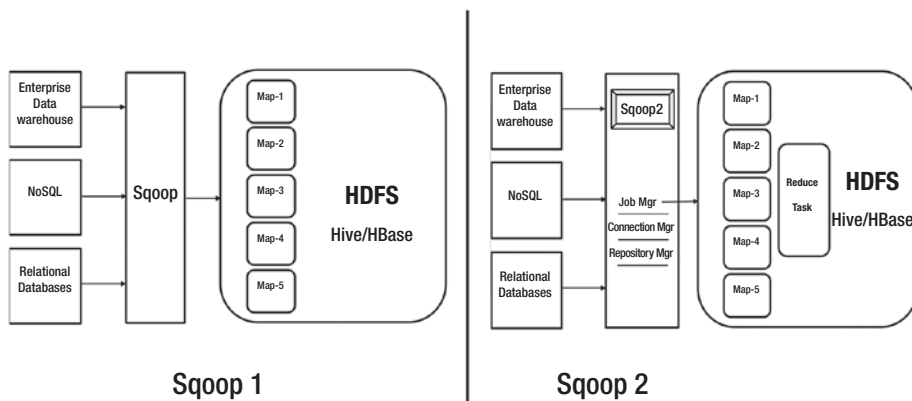 Enterprise
Data
warehouse
NoSQL
Relational
Databases
Sqoop
Map-1
Map-2
Map-3
Map-4
Map-5
HDFS
Hive/HBase
Sqoop 1
Enterprise
Data
warehouse
NoSQL
Relational
Databases
Sqoop2
Job Mgr
Connection Mgr
Repository Mgr
Map-1
Map-2
Map-3
Map-4
Map-5
Reduce
Task
HDFS
Hive/HBase
Sqoop 2